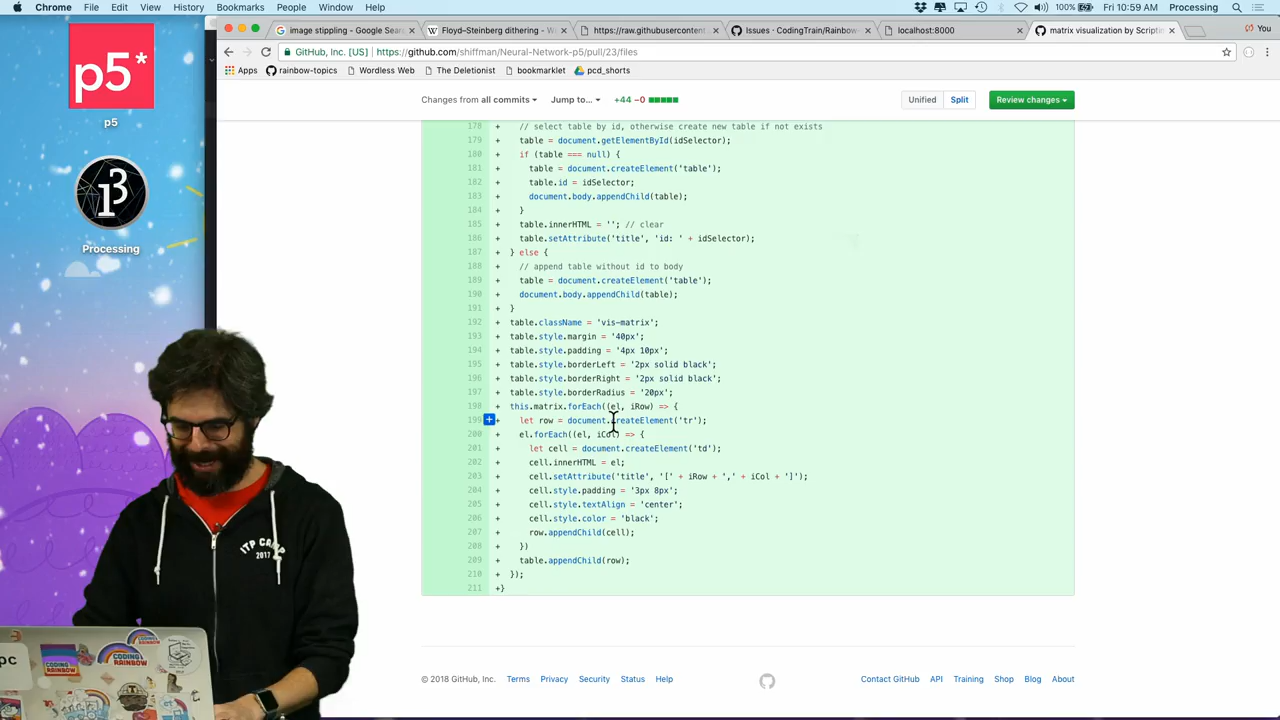 Chrome File Edit View History Bookmarks People Window Help
100% Fri 10:59 AM Processing
image stippling - Google Sear
Floyd–Steinberg dithering - W
https://raw.githubusercontent.
Issues · CodingTrain/Rainbow
localhost:8000
matrix visualization by Scripti
You
GitHub, Inc. [US] https://github.com/shiffman/Neural-Network-p5/pull/23/files
Apps rainbow-topics Wordless Web The Deletionist bookmarklet pcd_shorts
Changes from all commits Jump to... +44 −0 Unified Split Review changes
178 + // select table by id, otherwise create new table if not exists
179 + table = document.getElementById(idSelector);
180 + if (table === null) {
181 + table = document.createElement('table');
182 + table.id = idSelector;
183 + document.body.appendChild(table);
184 + }
185 + table.innerHTML = ''; // clear
186 + table.setAttribute('title', 'id: ' + idSelector);
187 + } else {
188 + // append table without id to body
189 + table = document.createElement('table');
190 + document.body.appendChild(table);
191 + }
192 + table.className = 'vis-matrix';
193 + table.style.margin = '40px';
194 + table.style.padding = '4px 10px';
195 + table.style.borderLeft = '2px solid black';
196 + table.style.borderRight = '2px solid black';
197 + table.style.borderRadius = '20px';
198 + this.matrix.forEach((el, iRow) => {
199 + let row = document.createElement('tr');
200 + el.forEach((el, iCol) => {
201 + let cell = document.createElement('td');
202 + cell.innerHTML = el;
203 + cell.setAttribute('title', '[' + iRow + ',' + iCol + ']');
204 + cell.style.padding = '3px 8px';
205 + cell.style.textAlign = 'center';
206 + cell.style.color = 'black';
207 + row.appendChild(cell);
208 + })
209 + table.appendChild(row);
210 + });
211 +}
© 2018 GitHub, Inc. Terms Privacy Security Status Help
Contact GitHub API Training Shop Blog About
p5*
p5
Processing
ITP CAMP
2017
pc
CODING
RAINBOW
CODING
RAINBOW